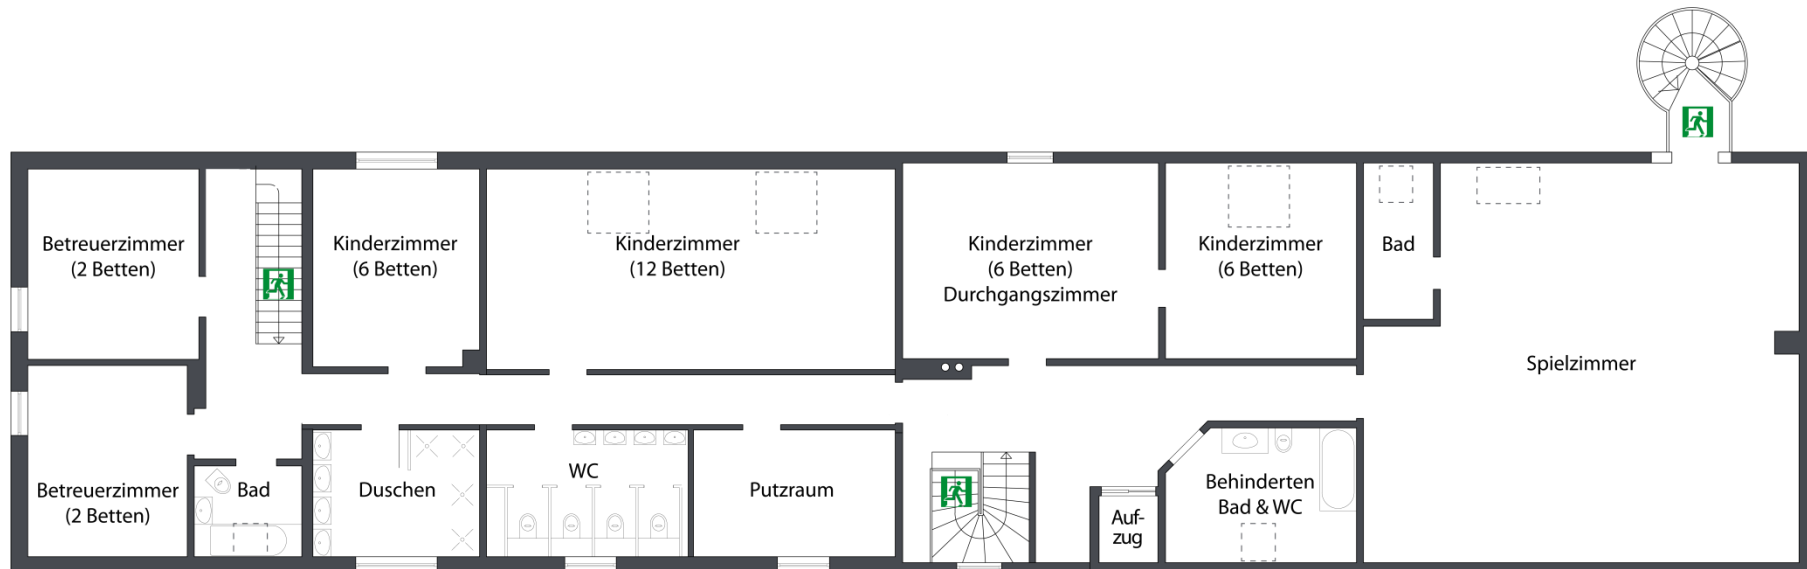 Betreuerzimmer
(2 Betten)
Kinderzimmer
(6 Betten)
Kinderzimmer
(12 Betten)
Kinderzimmer
(6 Betten)
Durchgangszimmer
Kinderzimmer
(6 Betten)
Bad
Spielzimmer
Betreuerzimmer
(2 Betten)
Bad
Duschen
WC
Putzraum
Auf-
zug
Behinderten
Bad & WC